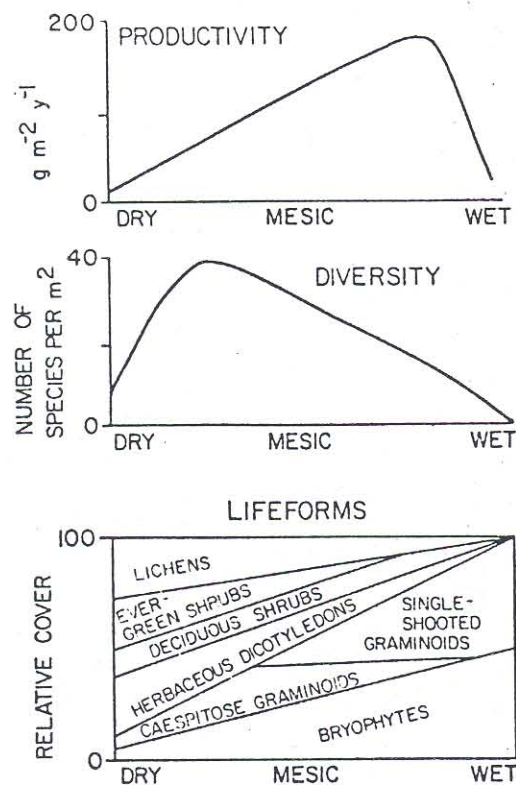 PRODUCTIVITY
200
0
g m-2 y-1
DRY MESIC WET
DIVERSITY
40
0
NUMBER OF
SPECIES PER m2
DRY MESIC WET
LIFEFORMS
100
0
RELATIVE COVER
LICHENS
EVER-
GREEN SHPUBS
DECIDUOUS SHRUBS
HERBACEOUS DICOTYLEDONS
SINGLE-
SHOOTED
GRAMINOIDS
CAESPITOSE GRAMINOIDS
BRYOPHYTES
DRY MESIC WET